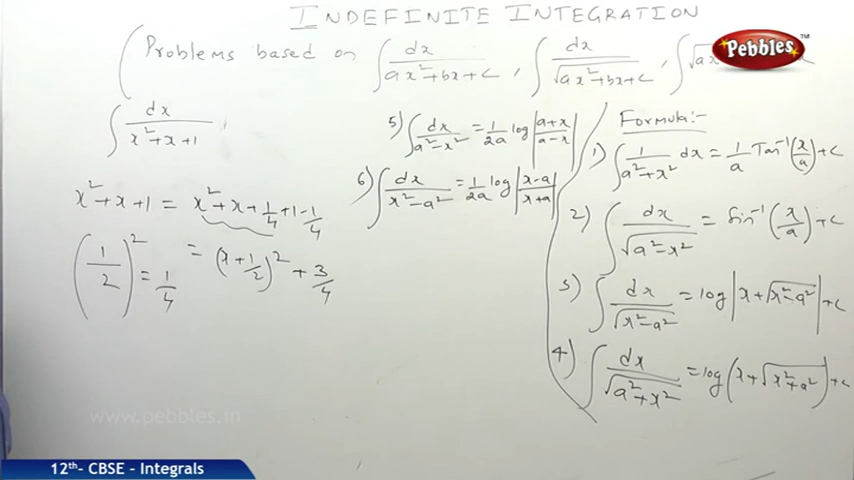 INDEFINITE INTEGRATION
Problems based on ∫ dx/(ax²+bx+c) , ∫ dx/√(ax²+bx+c) , ∫ √ax
Pebbles™
∫ dx/(x²+x+1)
x²+x+1 = x²+x+1/4+1-1/4
(1/2)² = 1/4
= (x+1/2)² + 3/4
5) ∫ dx/(a²-x²) = 1/2a log |(a+x)/(a-x)|
6) ∫ dx/(x²-a²) = 1/2a log |(x-a)/(x+a)|
Formula:-
1) ∫ 1/(a²+x²) dx = 1/a Tan⁻¹(x/a)+c
2) ∫ dx/√(a²-x²) = Sin⁻¹(x/a)+c
3) ∫ dx/√(x²-a²) = log |x+√(x²-a²)|+c
4) ∫ dx/√(a²+x²) = log (x+√(x²+a²))+c
www.pebbles.in
12th- CBSE - Integrals